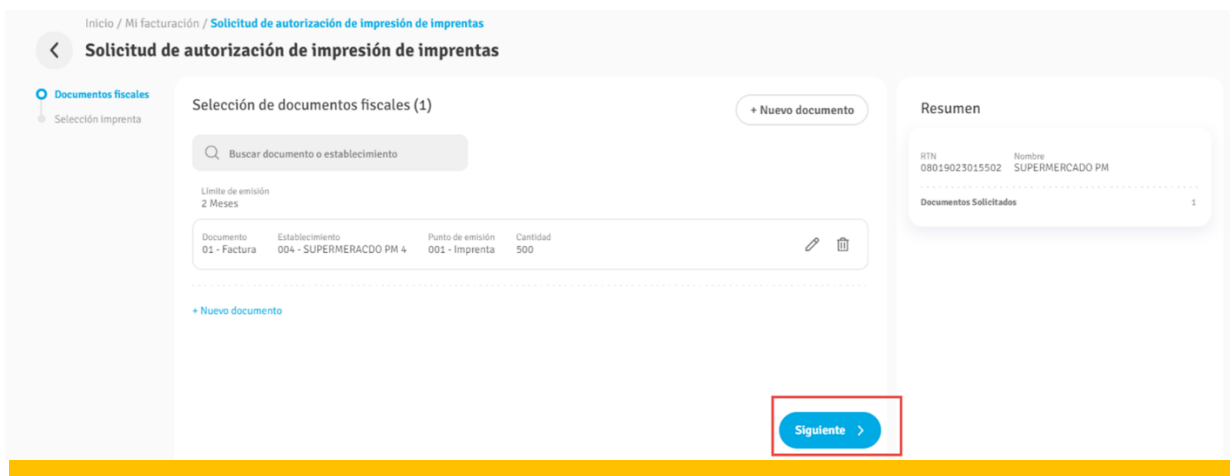 Inicio / Mi facturación / Solicitud de autorización de impresión de imprentas
Solicitud de autorización de impresión de imprentas
Documentos fiscales
Selección imprenta
Selección de documentos fiscales (1)
+ Nuevo documento
Buscar documento o establecimiento
Límite de emisión
2 Meses
Documento Establecimiento Punto de emisión Cantidad
01 - Factura 004 - SUPERMERACDO PM 4 001 - Imprenta 500
+ Nuevo documento
Siguiente
Resumen
RTN Nombre
08019023015502 SUPERMERCADO PM
Documentos Solicitados 1